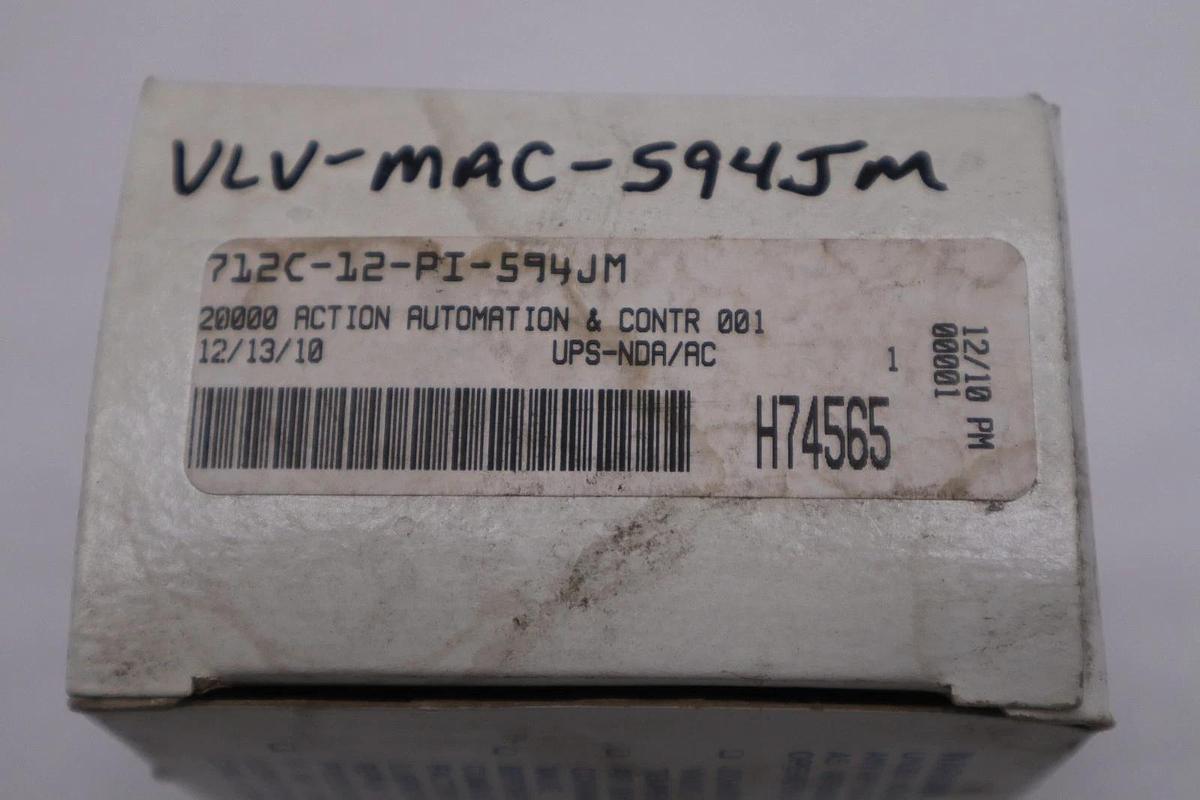 VLV-MAC-594JM
712C-12-PI-594JM
20000 ACTION AUTOMATION & CONTR 001
12/13/10 UPS-NDA/AC 1
H74565
12/10 PM
00001